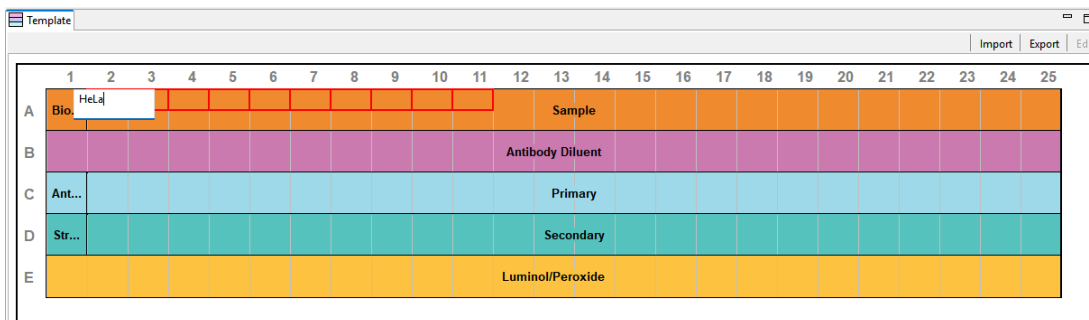 Template
Import Export Ed
1 2 3 4 5 6 7 8 9 10 11 12 13 14 15 16 17 18 19 20 21 22 23 24 25
A Bio. HeLa Sample
B Antibody Diluent
C Ant... Primary
D Str... Secondary
E Luminol/Peroxide